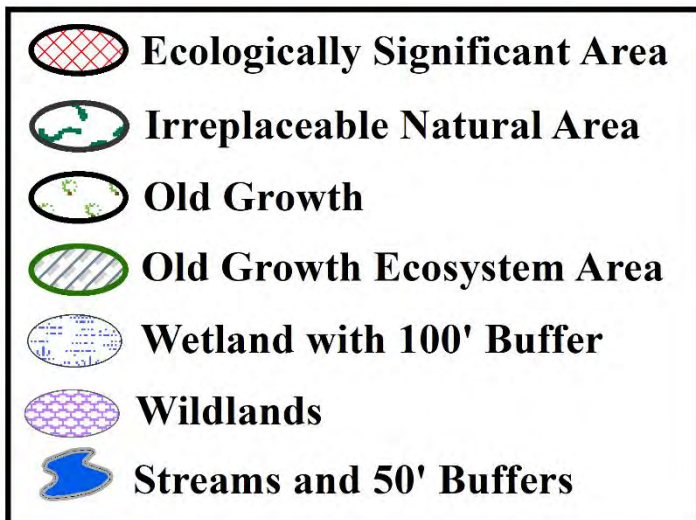 Ecologically Significant Area
Irreplaceable Natural Area
Old Growth
Old Growth Ecosystem Area
Wetland with 100' Buffer
Wildlands
Streams and 50' Buffers